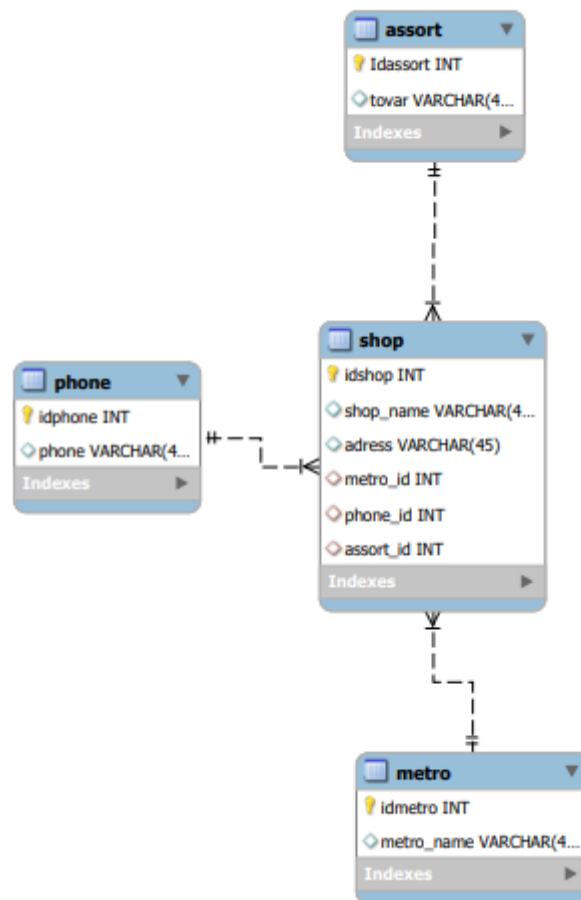 assort
Idassort INT
tovar VARCHAR(4...
Indexes
shop
idshop INT
shop_name VARCHAR(4...
adress VARCHAR(45)
metro_id INT
phone_id INT
assort_id INT
Indexes
phone
idphone INT
phone VARCHAR(4...
Indexes
metro
idmetro INT
metro_name VARCHAR(4...
Indexes